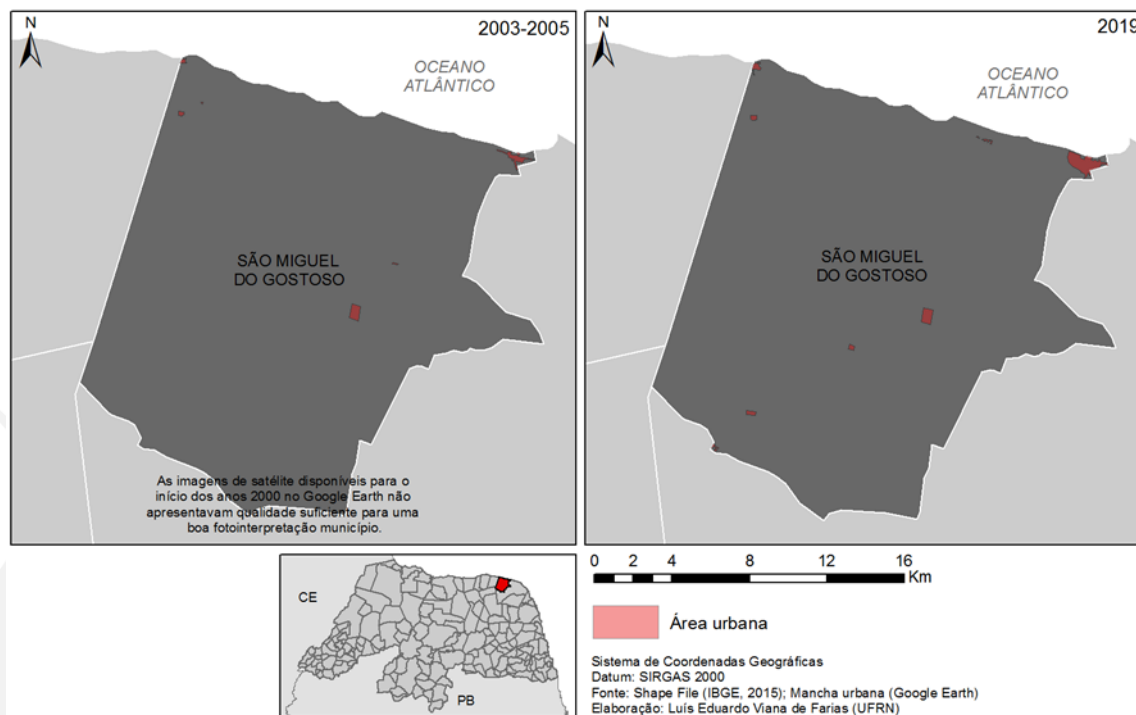 N
2003-2005
OCEANO
ATLÂNTICO
SÃO MIGUEL
DO GOSTOSO
As imagens de satélite disponíveis para o
início dos anos 2000 no Google Earth não
apresentavam qualidade suficiente para uma
boa fotointerpretação município.
N
2019
OCEANO
ATLÂNTICO
SÃO MIGUEL
DO GOSTOSO
CE
PB
0 2 4 8 12 16
Km
Área urbana
Sistema de Coordenadas Geográficas
Datum: SIRGAS 2000
Fonte: Shape File (IBGE, 2015); Mancha urbana (Google Earth)
Elaboração: Luís Eduardo Viana de Farias (UFRN)